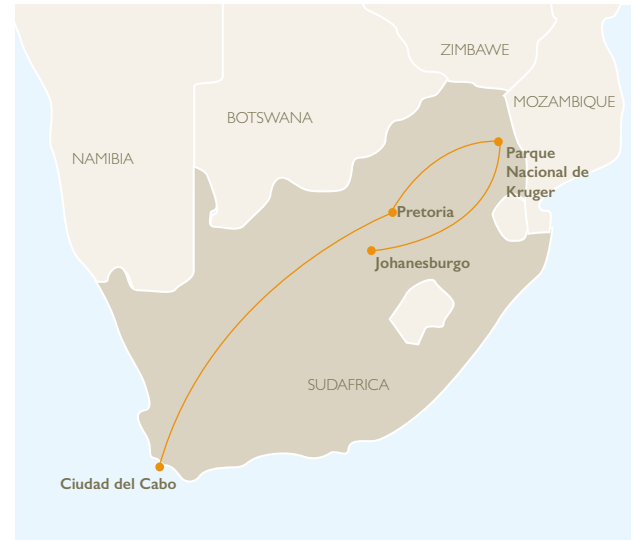 ZIMBAWE
MOZAMBIQUE
BOTSWANA
NAMIBIA
Parque
Nacional de
Kruger
Pretoria
Johanesburgo
SUDAFRICA
Ciudad del Cabo